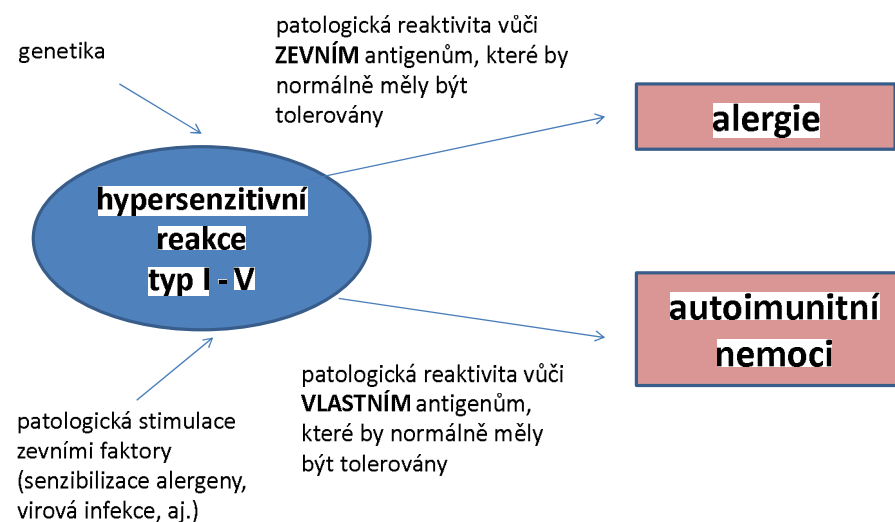 genetika
patologická reaktivita vůči
ZEVNÍM antigenům, které by
normálně měly být
tolerovány
alergie
hypersenzitivní
reakce
typ I - V
autoimunitní
nemoci
patologická reaktivita vůči
VLASTNÍM antigenům,
které by normálně měly
být tolerovány
patologická stimulace
zevními faktory
(senzibilizace alergeny,
virová infekce, aj.)